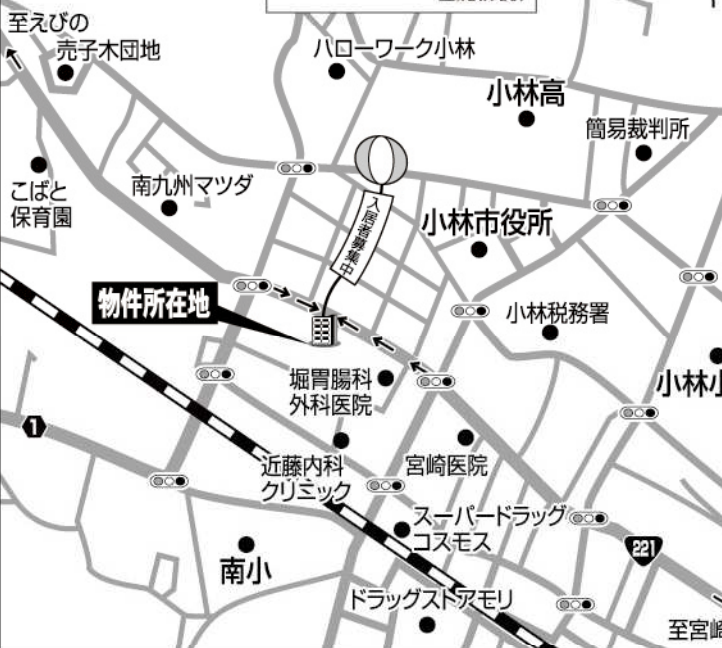 至えびの
売子木団地
ハローワーク小林
小林高
簡易裁判所
こばと
保育園
南九州マツダ
入居者募集中
小林市役所
物件所在地
小林税務署
堀胃腸科
外科医院
小林小
1
近藤内科
クリニック
宮崎医院
スーパードラッグ
コスモス
221
南小
ドラッグストアモリ
至宮崎